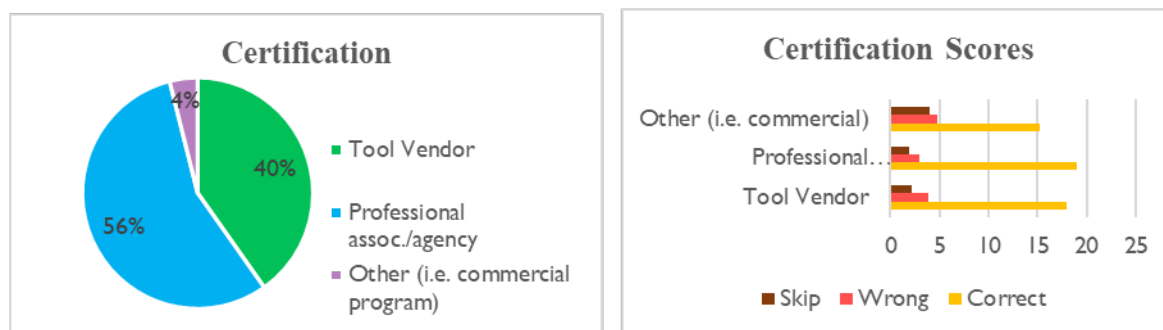 Certification
4%
40%
56%
Tool Vendor
Professional
assoc./agency
Other (i.e. commercial
program)
Certification Scores
Other (i.e. commercial)
Professional…
Tool Vendor
0 5 10 15 20 25
Skip Wrong Correct